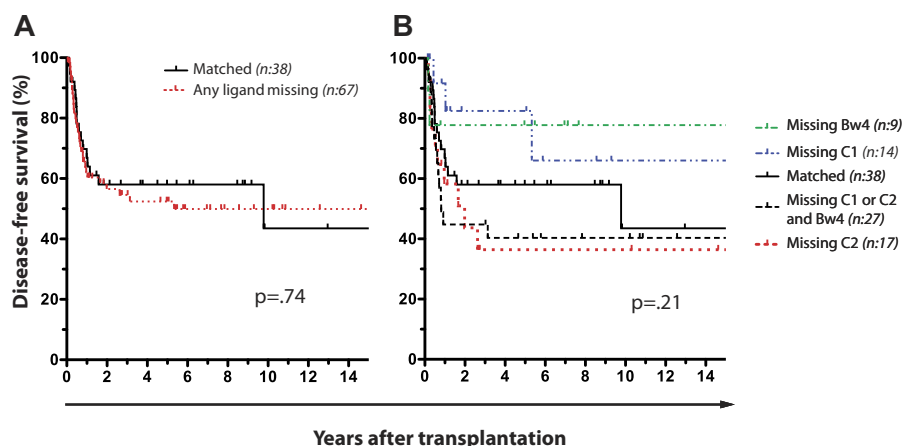 A
B
Disease-free survival (%)
100
80
60
40
20
0
0 2 4 6 8 10 12 14
Matched (n:38)
Any ligand missing (n:67)
p=.74
100
80
60
40
20
0
0 2 4 6 8 10 12 14
p=.21
Missing Bw4 (n:9)
Missing C1 (n:14)
Matched (n:38)
Missing C1 or C2
and Bw4 (n:27)
Missing C2 (n:17)
Years after transplantation